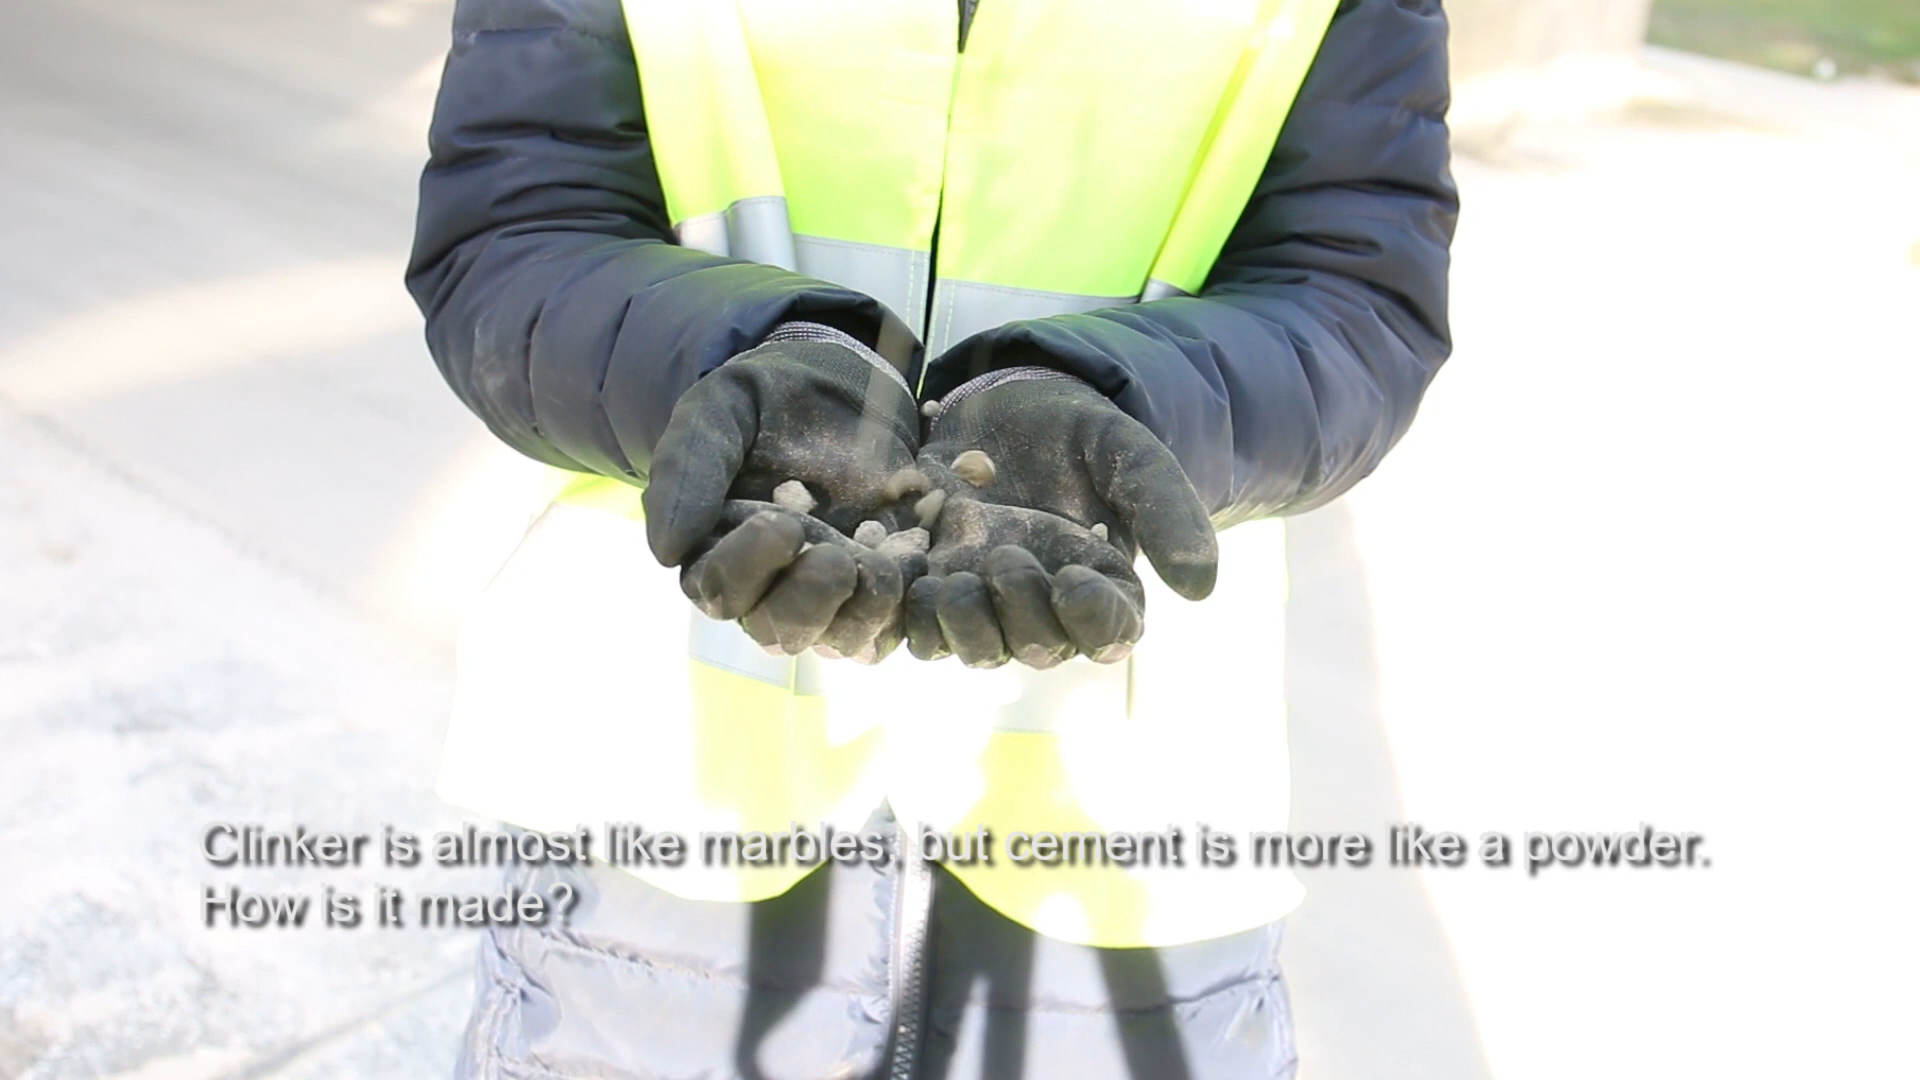 Clinker is almost like marbles, but cement is more like a powder.
How is it made?